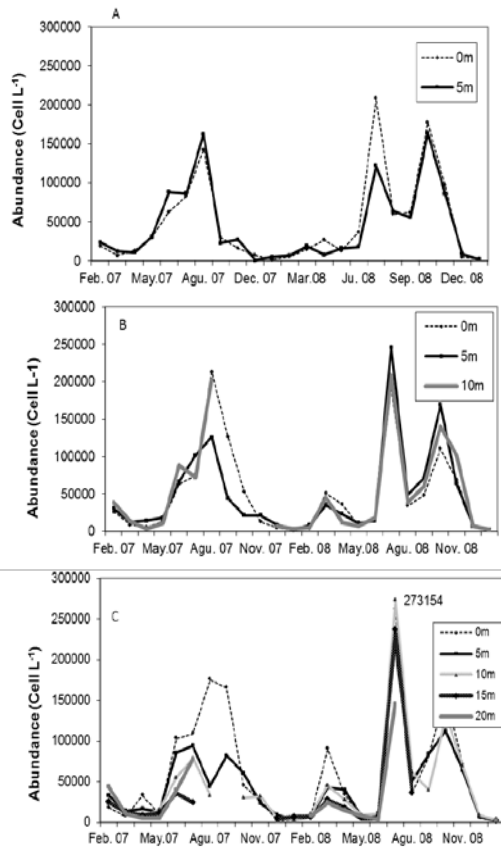 A
300000
250000
200000
150000
100000
50000
0
Abundance (Cell L-1)
0m
5m
Feb. 07 May.07 Agu. 07 Dec. 07 Mar.08 Ju. 08 Sep. 08 Dec. 08
B
300000
250000
200000
150000
100000
50000
0
Abundance (Cell L-1)
0m
5m
10m
Feb. 07 May.07 Agu. 07 Nov. 07 Feb. 08 May.08 Agu. 08 Nov. 08
C
300000
250000
200000
150000
100000
50000
0
Abundance (Cell L-1)
273154
0m
5m
10m
15m
20m
Feb. 07 May.07 Agu. 07 Nov. 07 Feb. 08 May.08 Agu. 08 Nov. 08